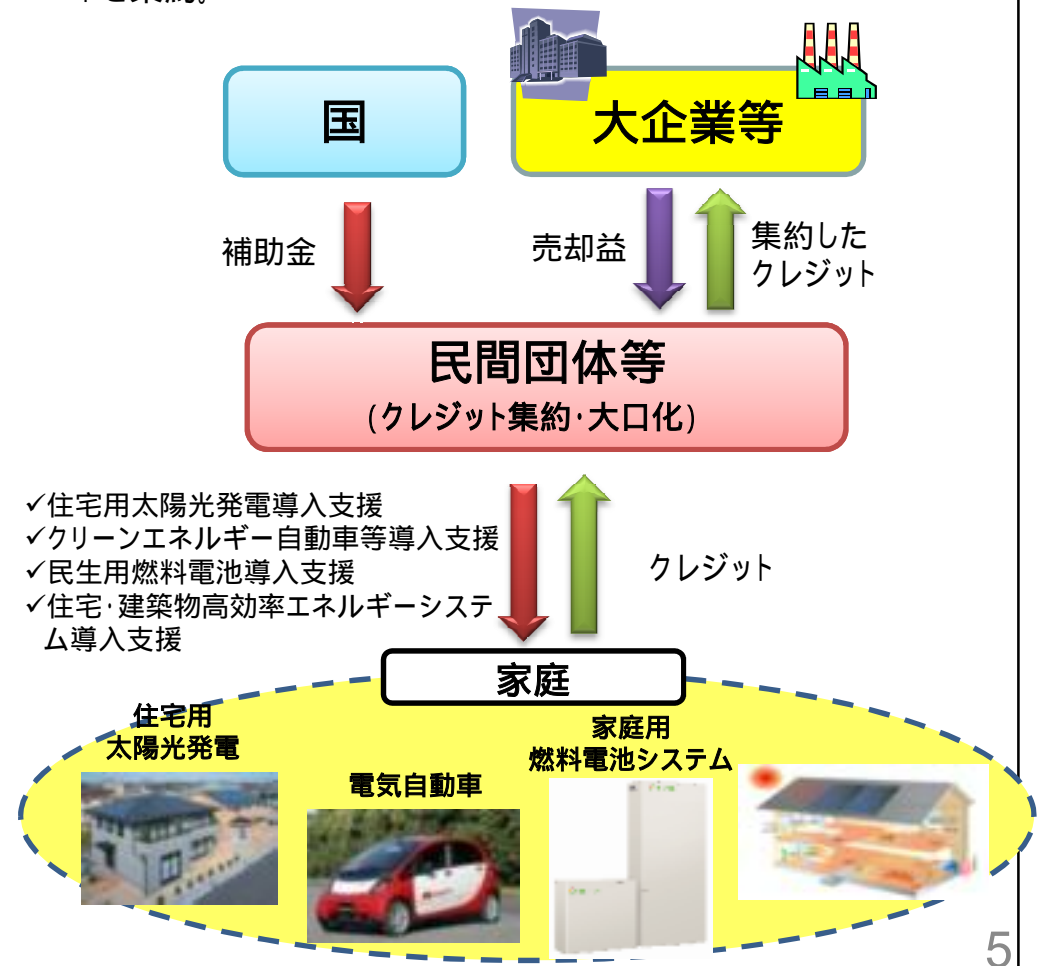 国
大企業等
補助金
売却益
集約した
クレジット
民間団体等
(クレジット集約・大口化)
✓住宅用太陽光発電導入支援
✓クリーンエネルギー自動車等導入支援
✓民生用燃料電池導入支援
✓住宅・建築物高効率エネルギーシステ
ム導入支援
クレジット
家庭
住宅用
太陽光発電
電気自動車
家庭用
燃料電池システム
5